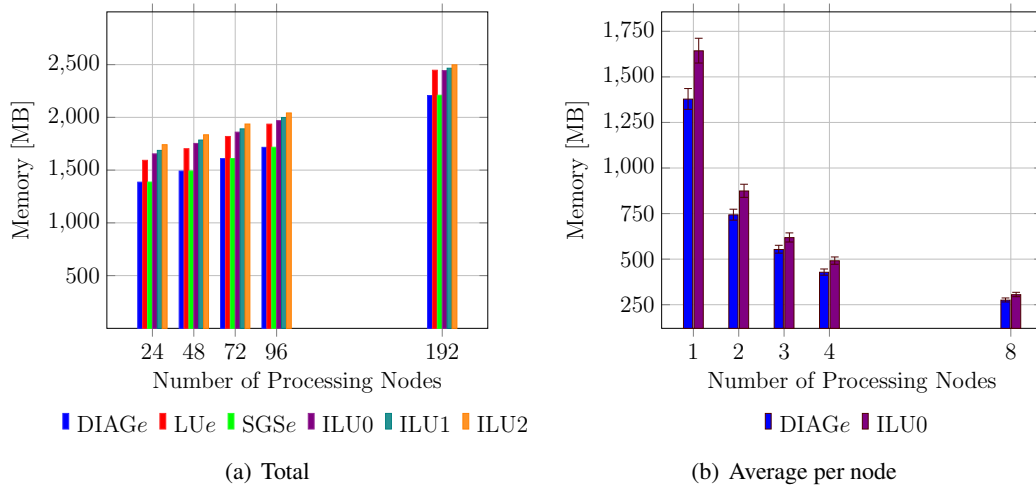 2,500
2,000
1,500
1,000
500
Memory [MB]
24 48 72 96 192
Number of Processing Nodes
DIAGe LUe SGSe ILU0 ILU1 ILU2
(a) Total
1,750
1,500
1,250
1,000
750
500
250
Memory [MB]
1 2 3 4 8
Number of Processing Nodes
DIAGe ILU0
(b) Average per node